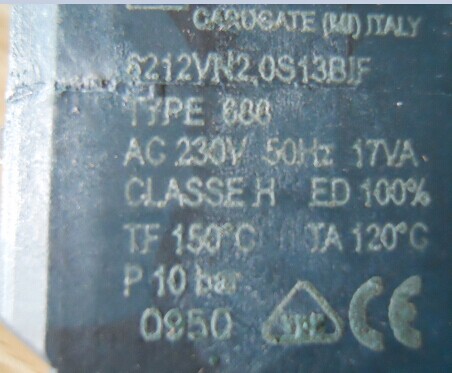 CARUGATE (MI) ITALY
6212VN2,0S13BIF
TYPE 688
AC 230V 50Hz 17VA
CLASSE H ED 100%
TF 150°C TA 120°C
P 10 bar
0950 CE